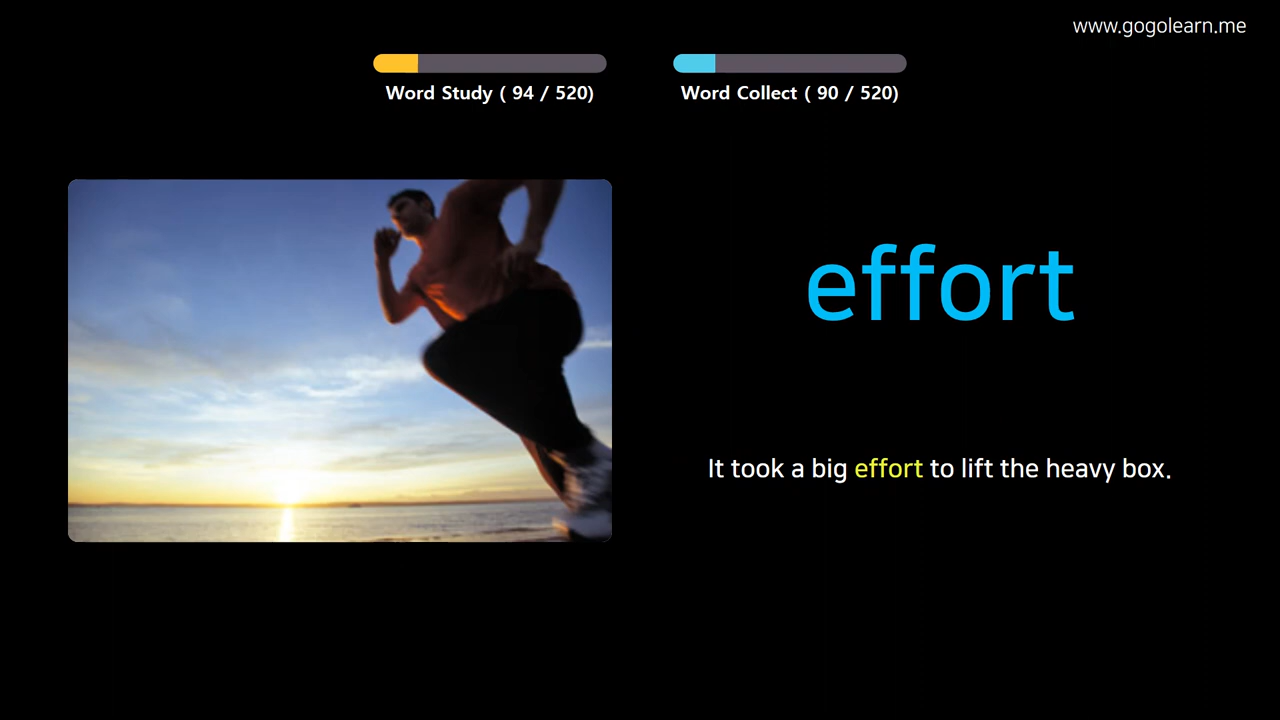 www.gogolearn.me
Word Study ( 94 / 520)
Word Collect ( 90 / 520)
effort
It took a big effort to lift the heavy box.